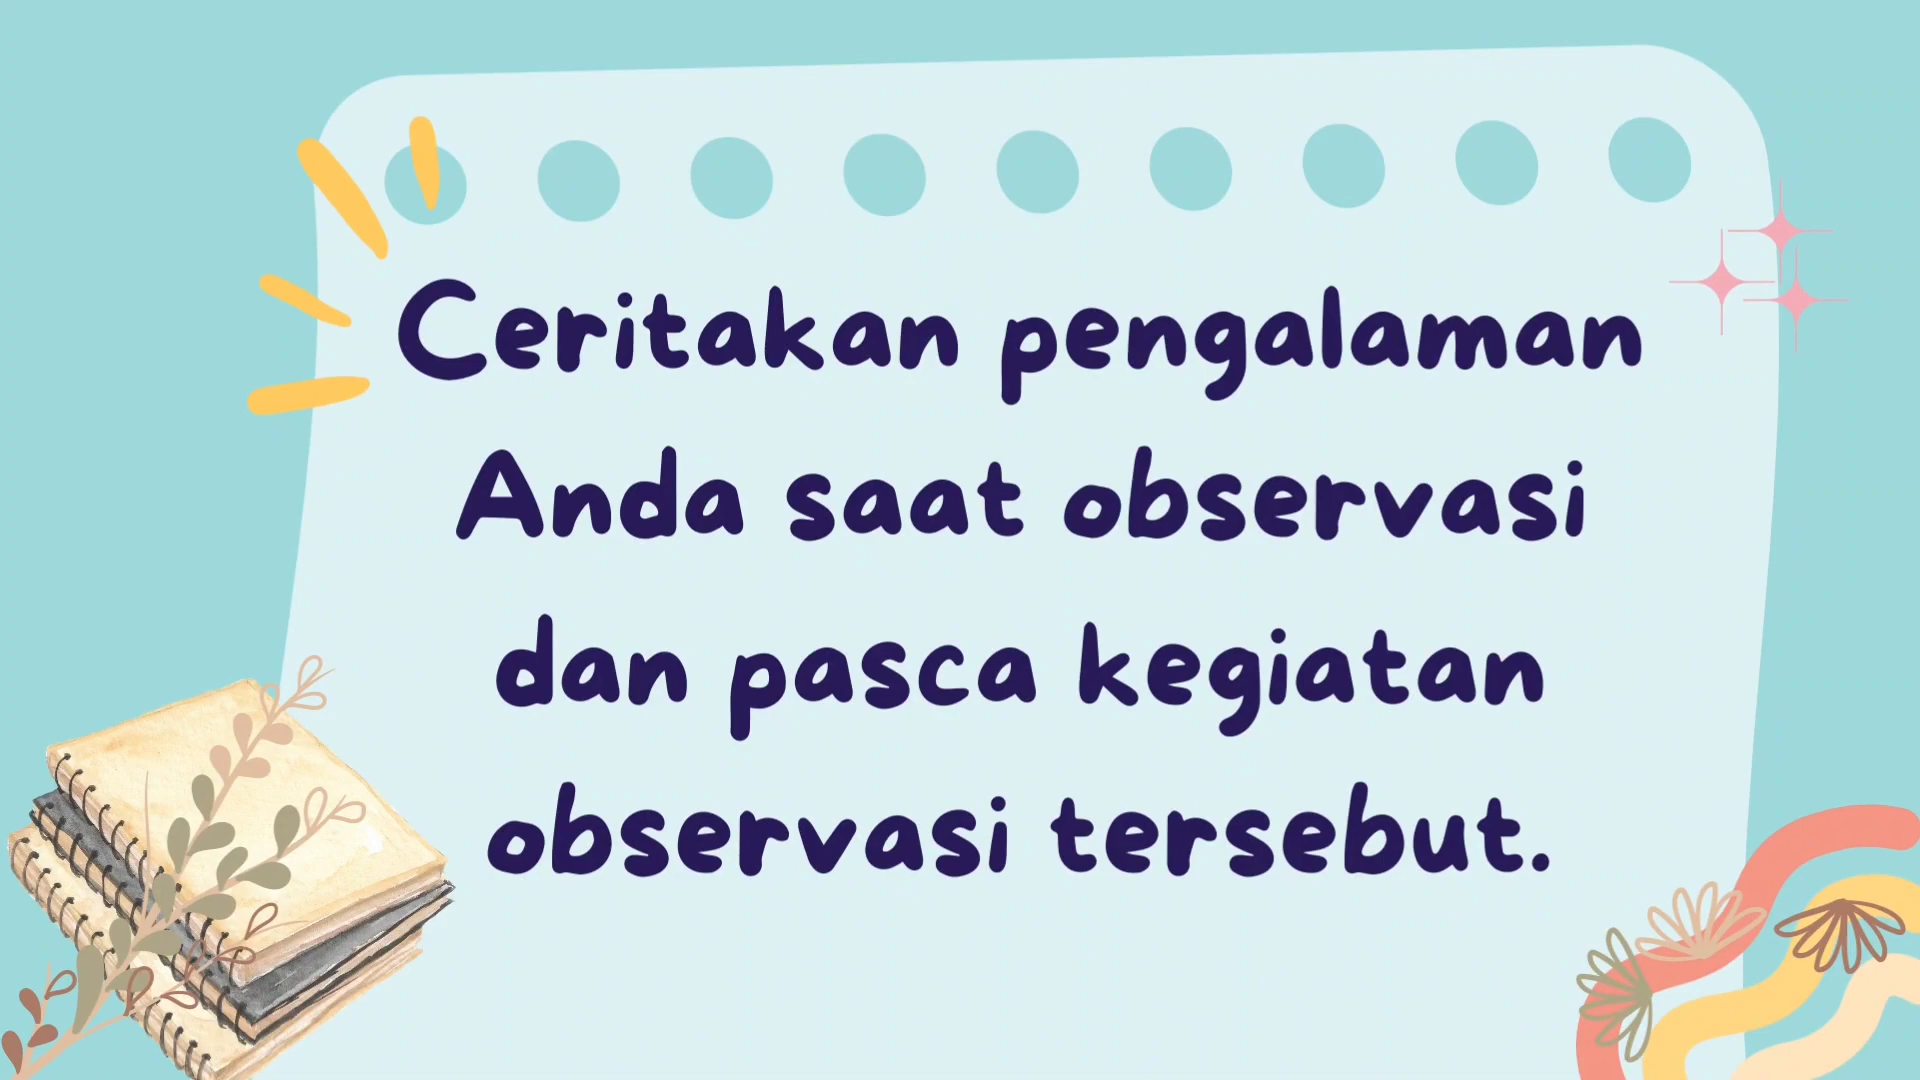 Ceritakan pengalaman
Anda saat observasi
dan pasca kegiatan
observasi tersebut.